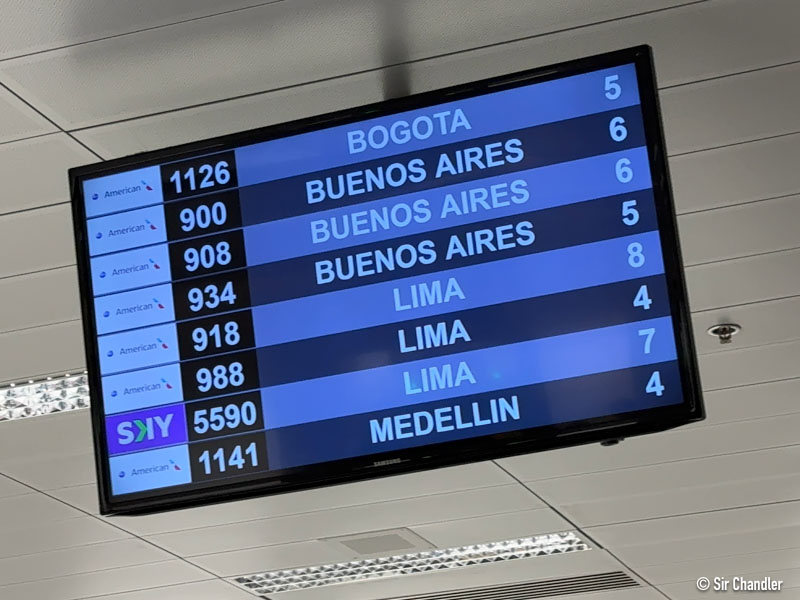 American 1126 BOGOTA 5
American 900 BUENOS AIRES 6
American 908 BUENOS AIRES 6
American 934 BUENOS AIRES 5
American 918 LIMA 8
American 988 LIMA 4
SKY 5590 LIMA 7
American 1141 MEDELLIN 4
SAMSUNG
© Sir Chandler